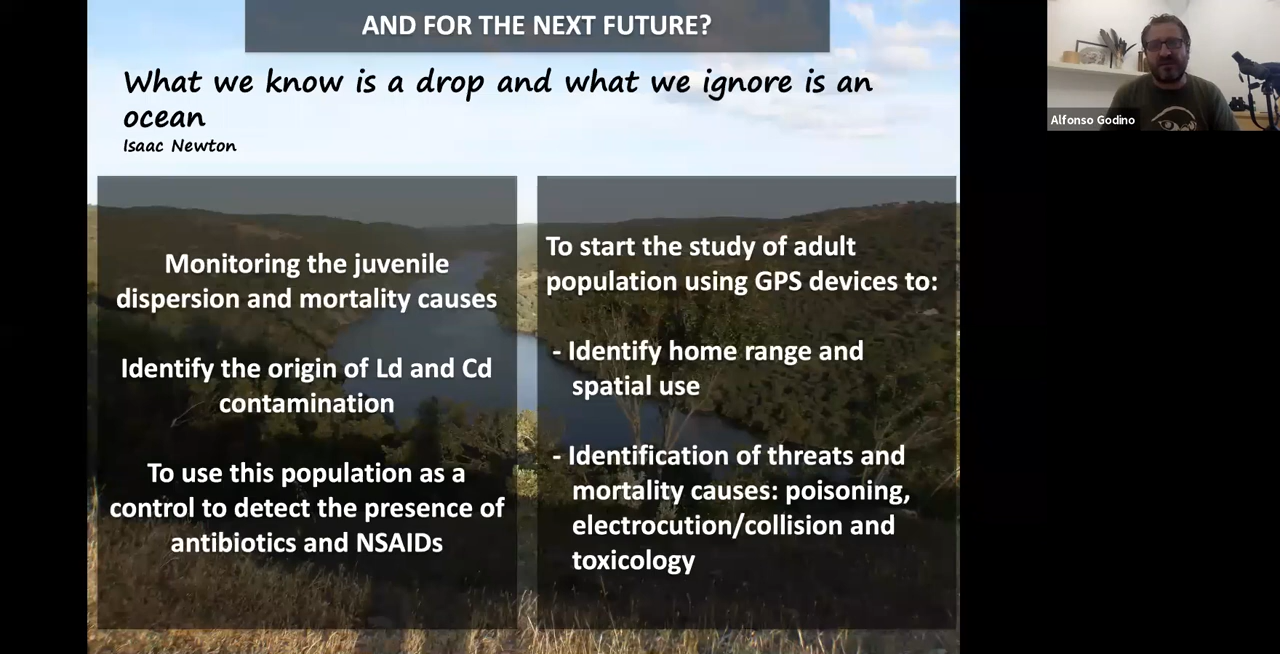 AND FOR THE NEXT FUTURE?
What we know is a drop and what we ignore is an
ocean
Isaac Newton
Monitoring the juvenile
dispersion and mortality causes
Identify the origin of Ld and Cd
contamination
To use this population as a
control to detect the presence of
antibiotics and NSAIDs
To start the study of adult
population using GPS devices to:
- Identify home range and
spatial use
- Identification of threats and
mortality causes: poisoning,
electrocution/collision and
toxicology
Alfonso Godino